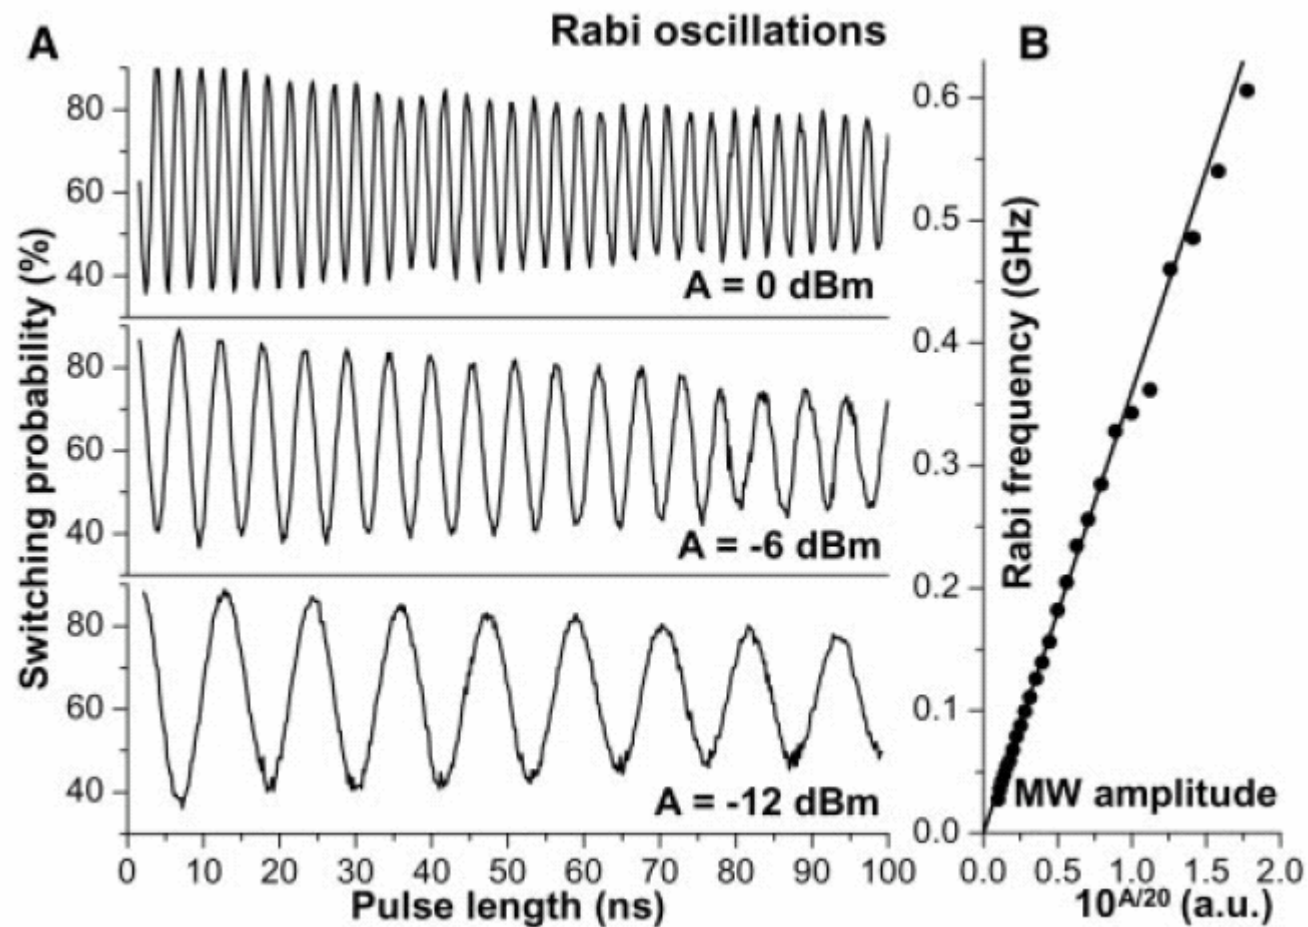 A
Rabi oscillations
B
Switching probability (%)
80
60
40
A = 0 dBm
80
60
40
A = -6 dBm
80
60
40
A = -12 dBm
0 10 20 30 40 50 60 70 80 90 100
Pulse length (ns)
Rabi frequency (GHz)
0.6
0.5
0.4
0.3
0.2
0.1
0.0
MW amplitude
0.0 0.5 1.0 1.5 2.0
10^A/20 (a.u.)